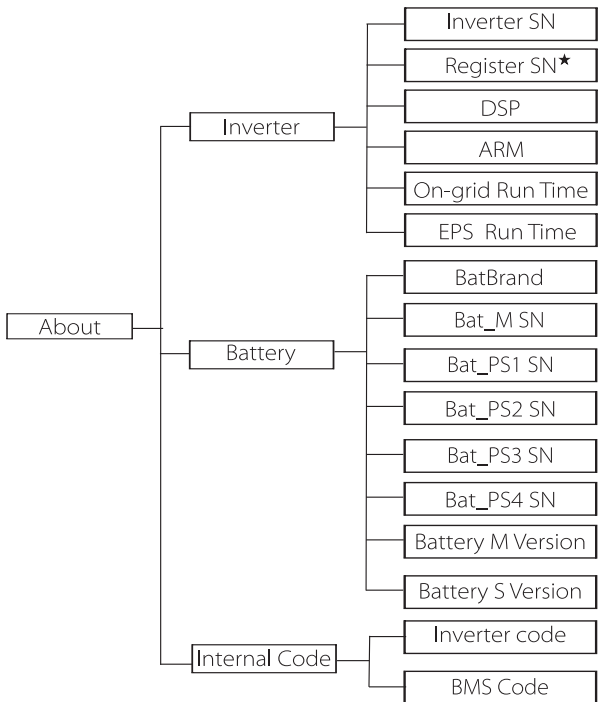 Inverter SN
Register SN★
DSP
Inverter
ARM
On-grid Run Time
EPS Run Time
BatBrand
Bat_M SN
About
Battery
Bat_PS1 SN
Bat_PS2 SN
Bat_PS3 SN
Bat_PS4 SN
Battery M Version
Battery S Version
Inverter code
Internal Code
BMS Code